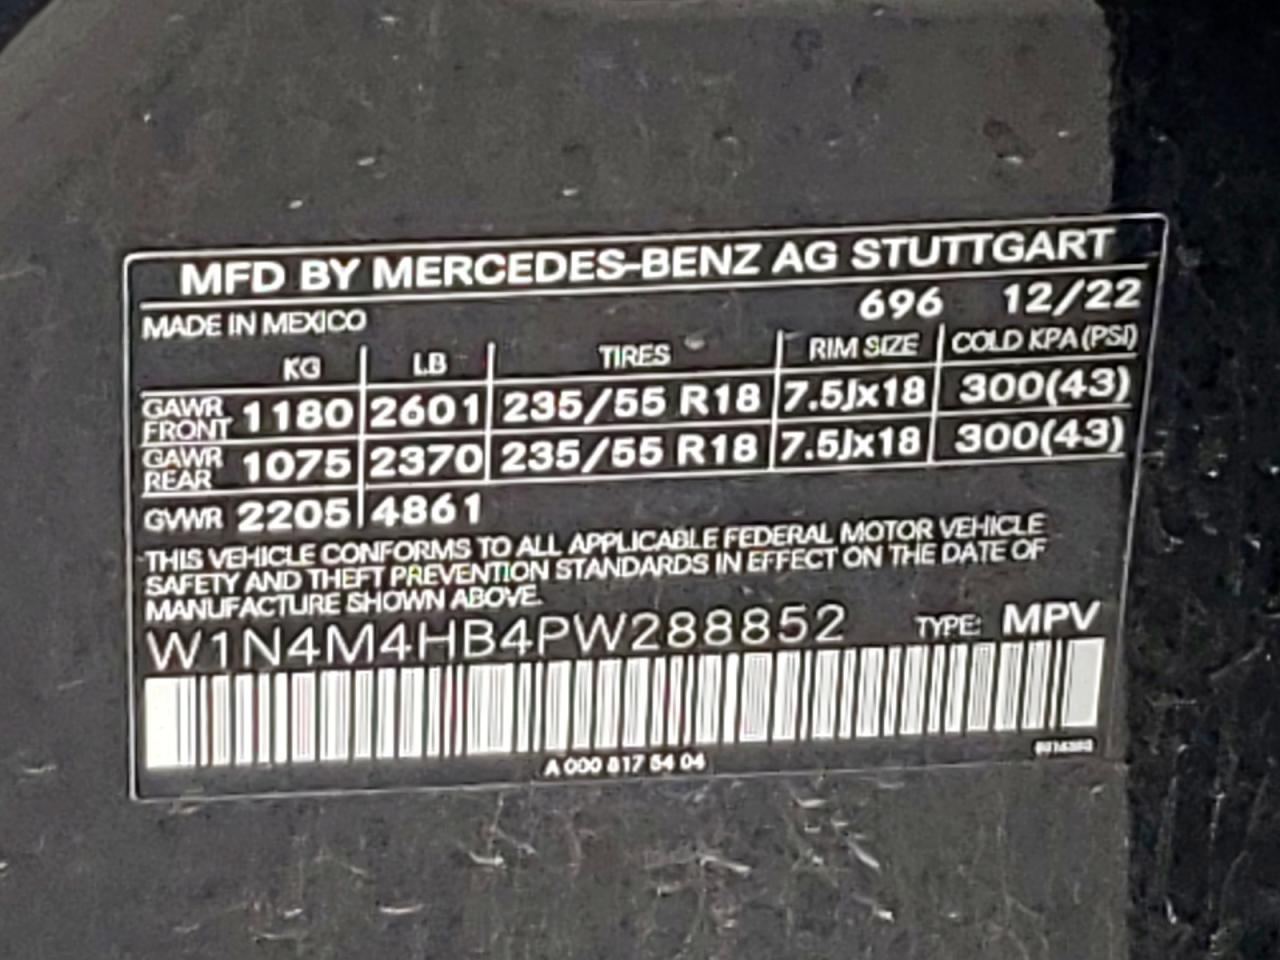 MFD BY MERCEDES-BENZ AG STUTTGART
MADE IN MEXICO 696 12/22
KG LB TIRES RIM SIZE COLD KPA (PSI)
GAWR FRONT 1180 2601 235/55 R18 7.5Jx18 300(43)
GAWR REAR 1075 2370 235/55 R18 7.5Jx18 300(43)
GVWR 2205 4861
THIS VEHICLE CONFORMS TO ALL APPLICABLE FEDERAL MOTOR VEHICLE
SAFETY AND THEFT PREVENTION STANDARDS IN EFFECT ON THE DATE OF
MANUFACTURE SHOWN ABOVE.
W1N4M4HB4PW288852 TYPE: MPV
A 000 817 54 04